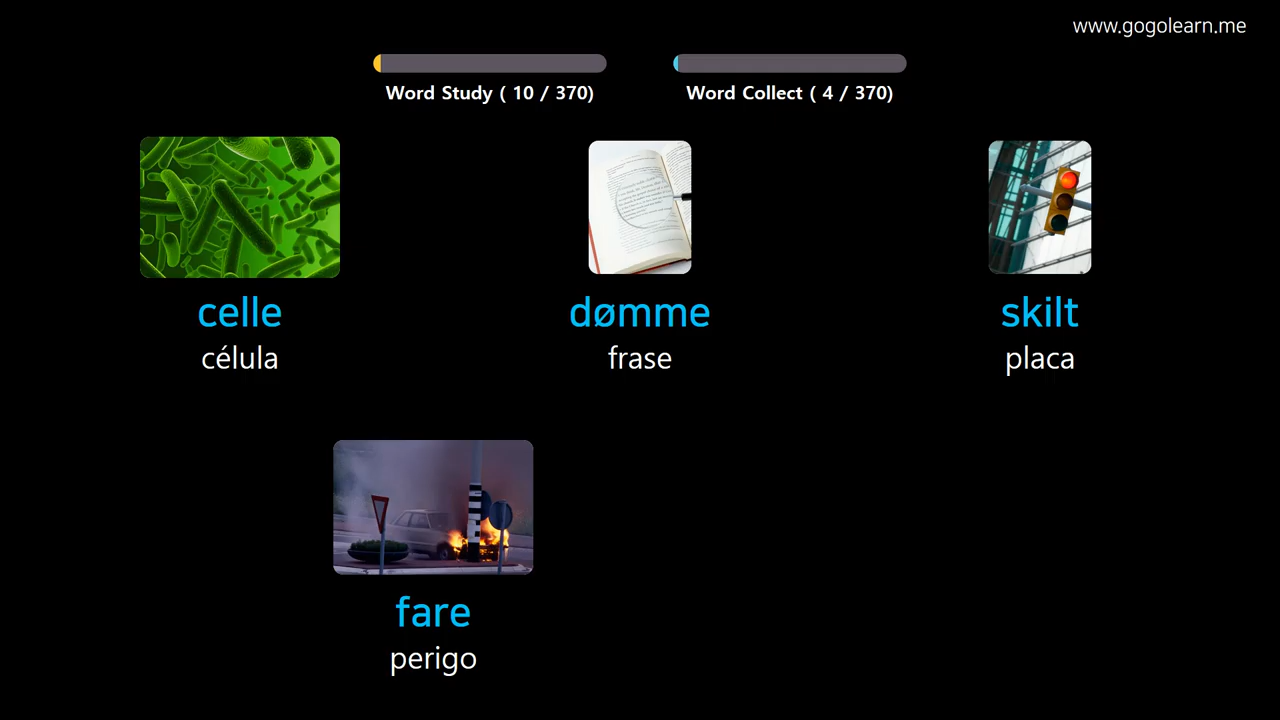 www.gogolearn.me
Word Study ( 10 / 370)
Word Collect ( 4 / 370)
celle
célula
dømme
frase
skilt
placa
fare
perigo